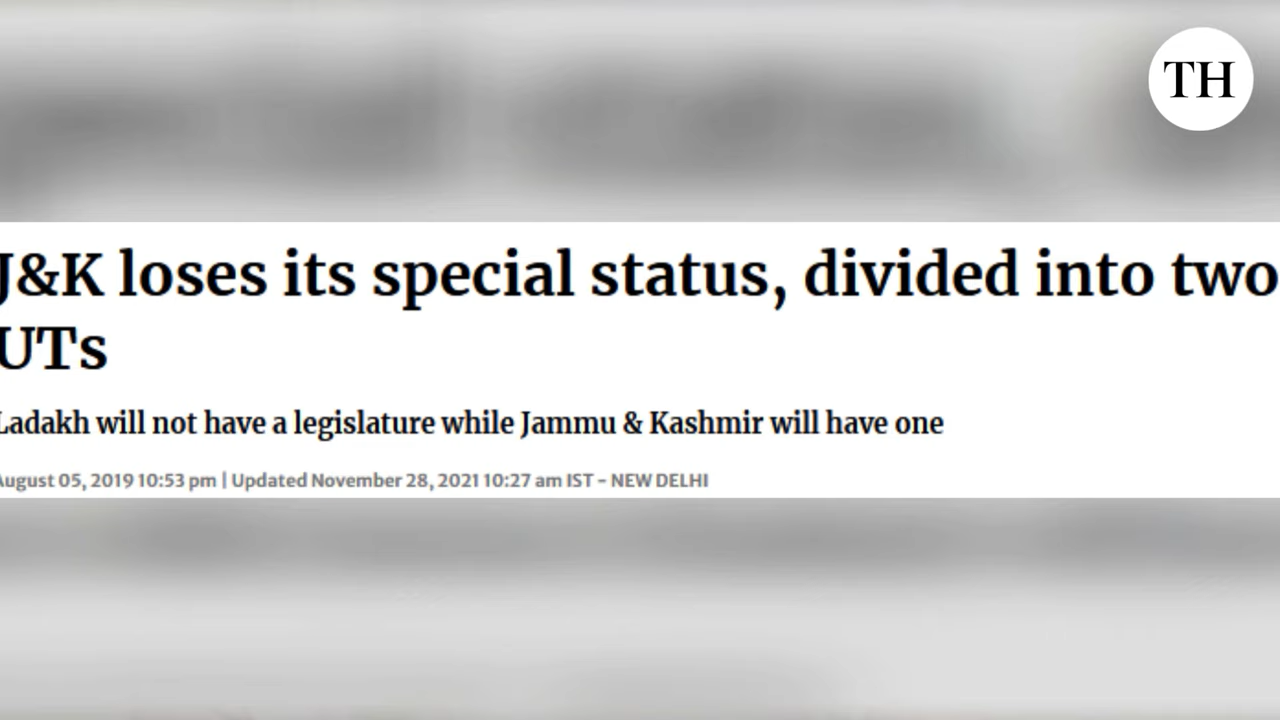 TH
J&K loses its special status, divided into two
UTs
Ladakh will not have a legislature while Jammu & Kashmir will have one
August 05, 2019 10:53 pm | Updated November 28, 2021 10:27 am IST - NEW DELHI